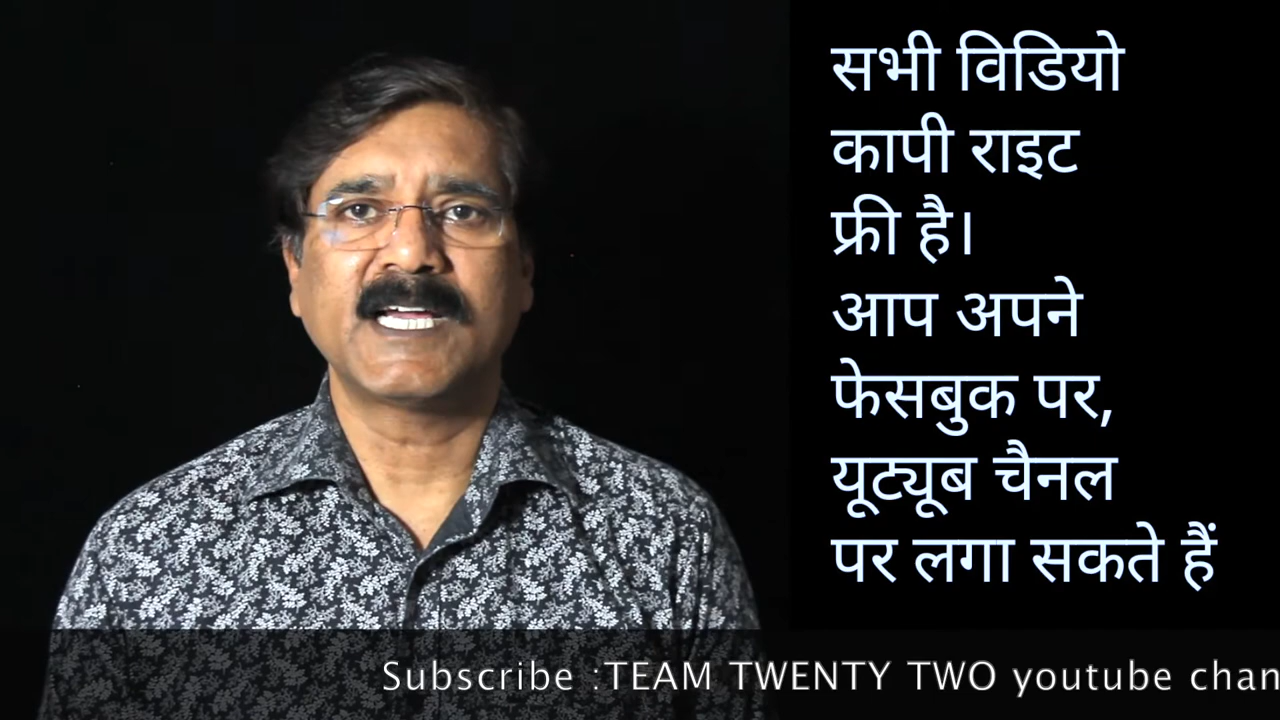 सभी विडियो
कापी राइट
फ्री है।
आप अपने
फेसबुक पर,
यूट्यूब चैनल
पर लगा सकते हैं
Subscribe :TEAM TWENTY TWO youtube chan